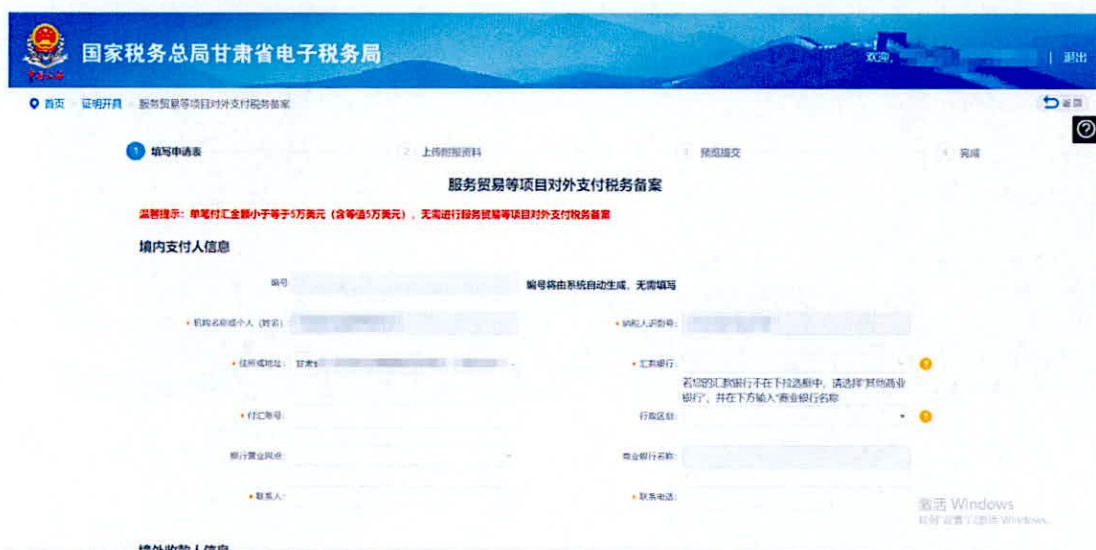 国家税务总局甘肃省电子税务局
欢迎,
退出
首页 证明开具 服务贸易等项目对外支付税务备案
返回
1 填写申请表
2 上传附报资料
3 预览提交
4 完成
服务贸易等项目对外支付税务备案
温馨提示：单笔付汇金额小于等于5万美元（含等值5万美元），无需进行服务贸易等项目对外支付税务备案
境内支付人信息
编号:
编号将由系统自动生成，无需填写
机构名称或个人（姓名）:
纳税人识别号:
住所或地址: 甘肃
汇款银行:
若您的汇款银行不在下拉选框中，请选择“其他商业
银行”，并在下方输入“商业银行名称
付汇账号:
行政区划:
银行营业网点:
商业银行名称:
联系人:
联系电话:
激活 Windows
境外收款人信息